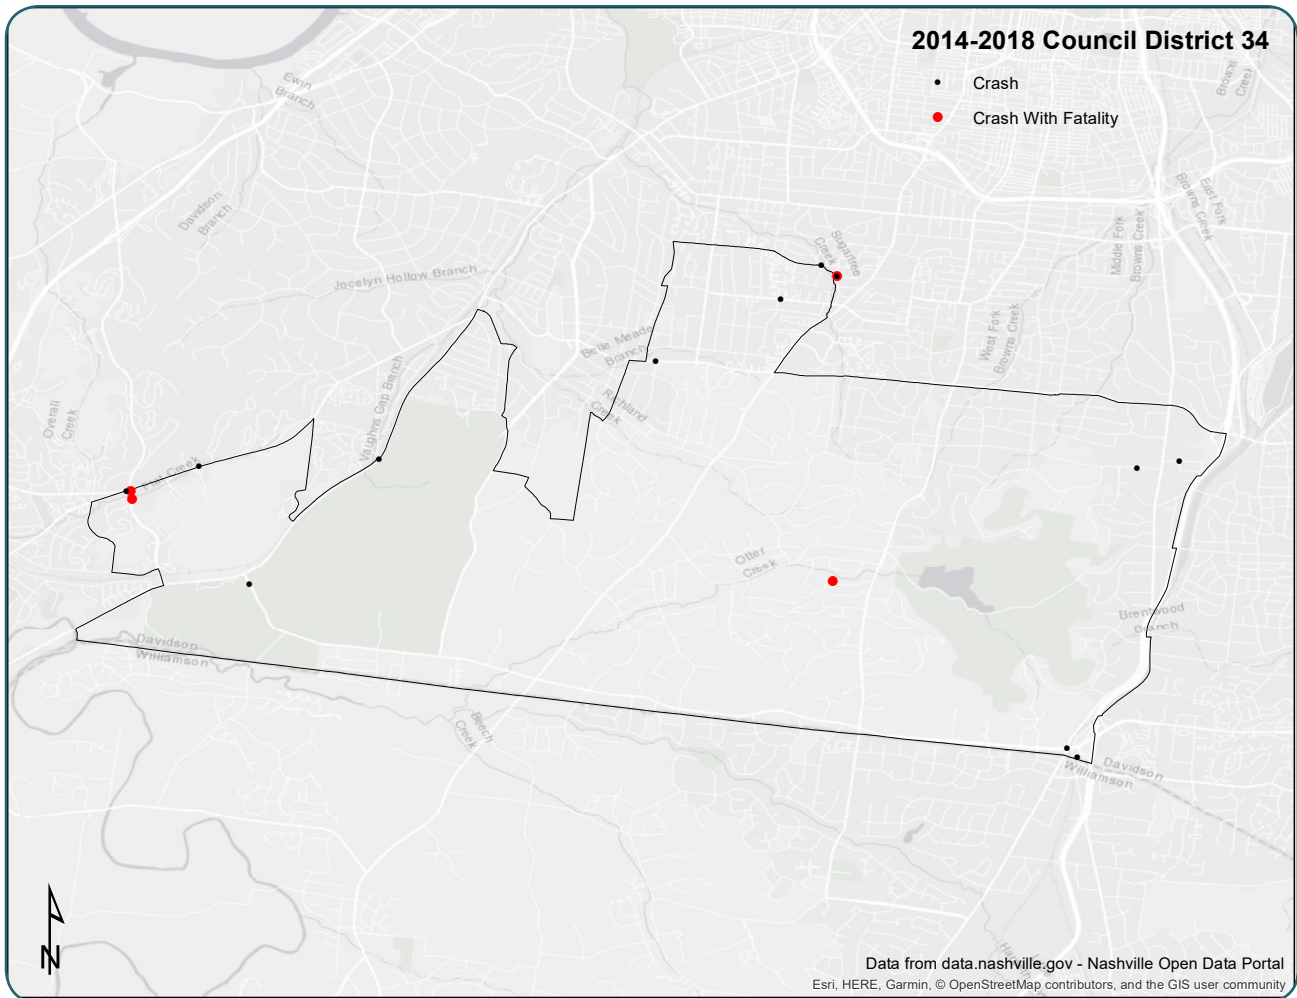 2014-2018 Council District 34
Crash
Crash With Fatality
Ewin
Branch
Browns
Creek
Davidson
Branch
East Fork
Browns Creek
Middle Fork
Browns Creek
Sugartree
Creek
Jocelyn Hollow Branch
West Fork
Browns Creek
Belle Meade
Branch
Richland
Creek
Vaughns Gap Branch
Overall
Creek
Flat Creek
Otter
Creek
Brentwood
Branch
Davidson
Williamson
Beech
Creek
Davidson
Williamson
N
Data from data.nashville.gov - Nashville Open Data Portal
Esri, HERE, Garmin, © OpenStreetMap contributors, and the GIS user community